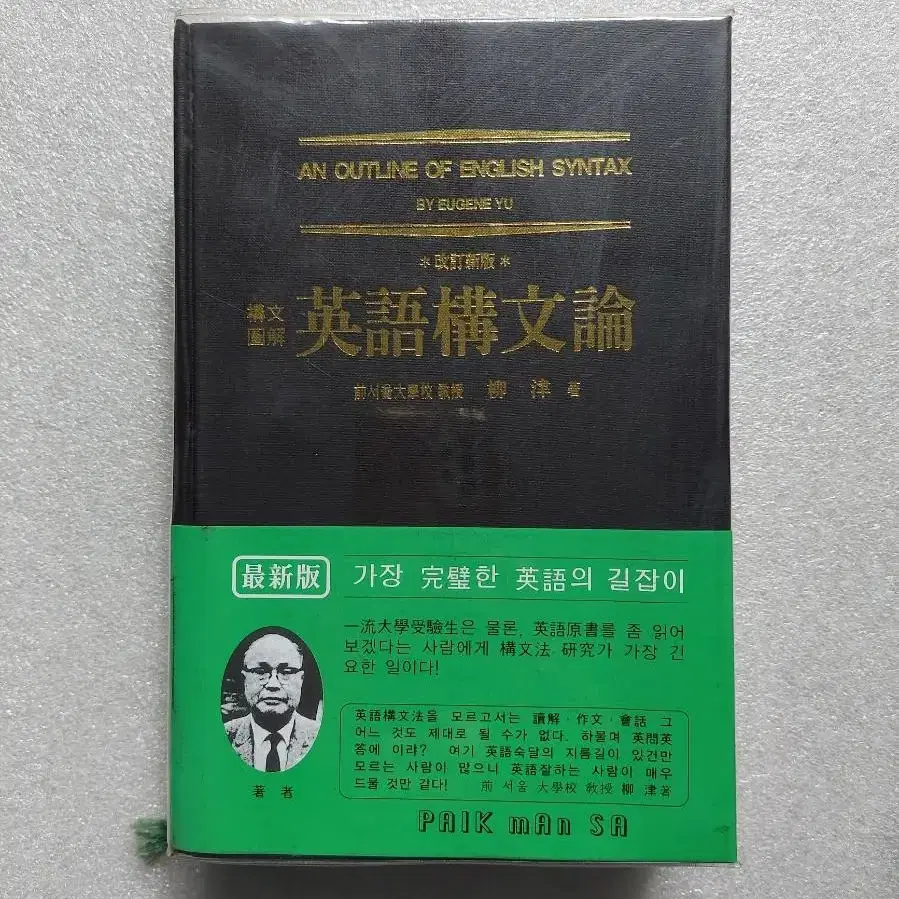 AN OUTLINE OF ENGLISH SYNTAX
BY EUGENE YU
＊改訂新版＊
構文圖解 英語構文論
前서울大學校 敎授 柳 津 著
最新版 가장 完璧한 英語의 길잡이
一流大學受驗生은 물론, 英語原書를 좀 읽어
보겠다는 사람에게 構文法 研究가 가장 긴
요한 일이다!
英語構文法을 모르고서는 讀解·作文·會話 그
어느 것도 제대로 될 수가 없다. 하물며 英問英
答에 이랴? 여기 英語숙달의 지름길이 있건만
모르는 사람이 많으니 英語잘하는 사람이 매우
드물 것만 같다! 前 서울 大學校 敎授 柳 津著
著 者
PAIK mAn SA